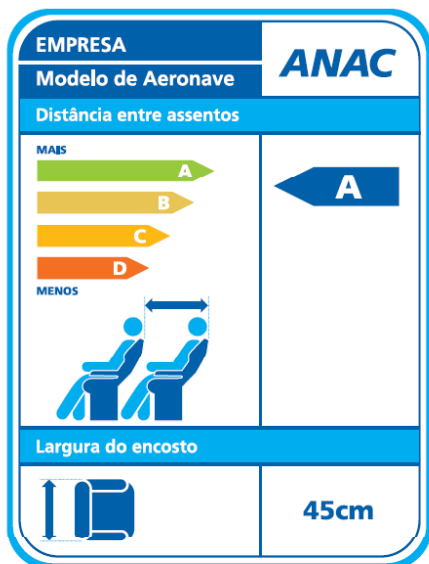 EMPRESA
ANAC
Modelo de Aeronave
Distância entre assentos
MAIS
A
A
B
C
D
MENOS
Largura do encosto
45cm